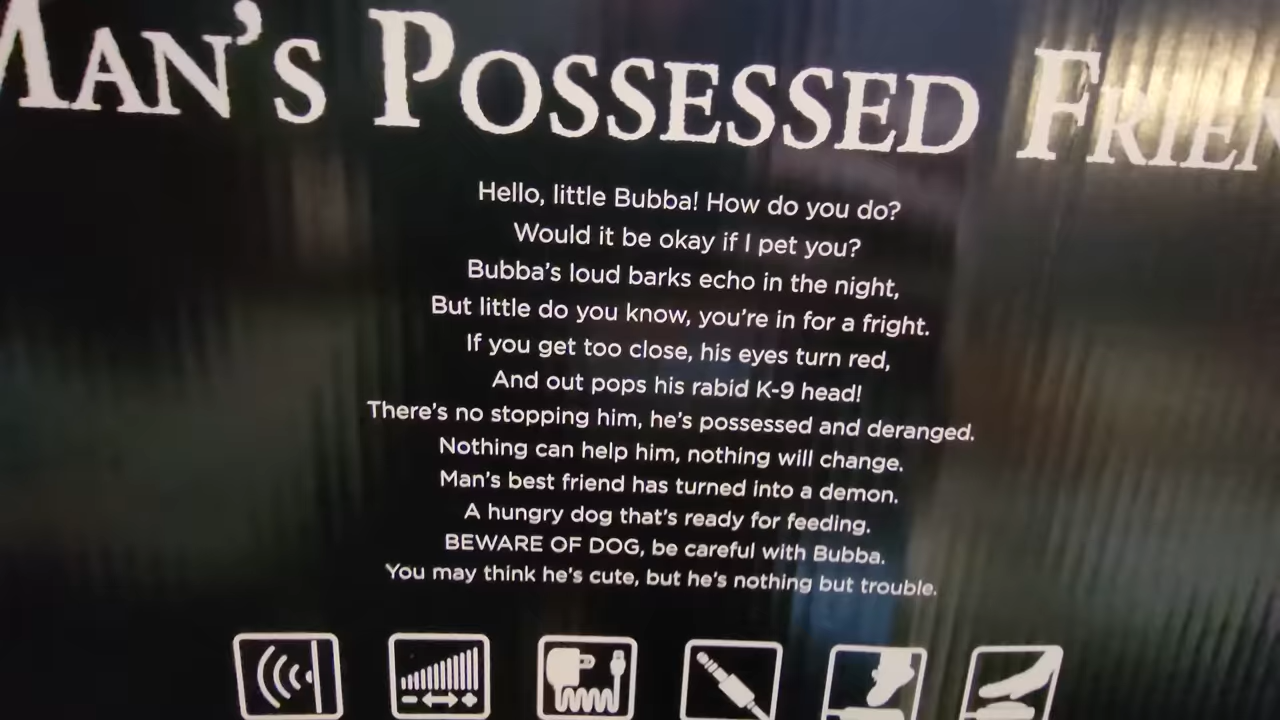 Man's Possessed Frien
Hello, little Bubba! How do you do?
Would it be okay if I pet you?
Bubba's loud barks echo in the night,
But little do you know, you're in for a fright.
If you get too close, his eyes turn red,
And out pops his rabid K-9 head!
There's no stopping him, he's possessed and deranged.
Nothing can help him, nothing will change.
Man's best friend has turned into a demon.
A hungry dog that's ready for feeding.
BEWARE OF DOG, be careful with Bubba.
You may think he's cute, but he's nothing but trouble.